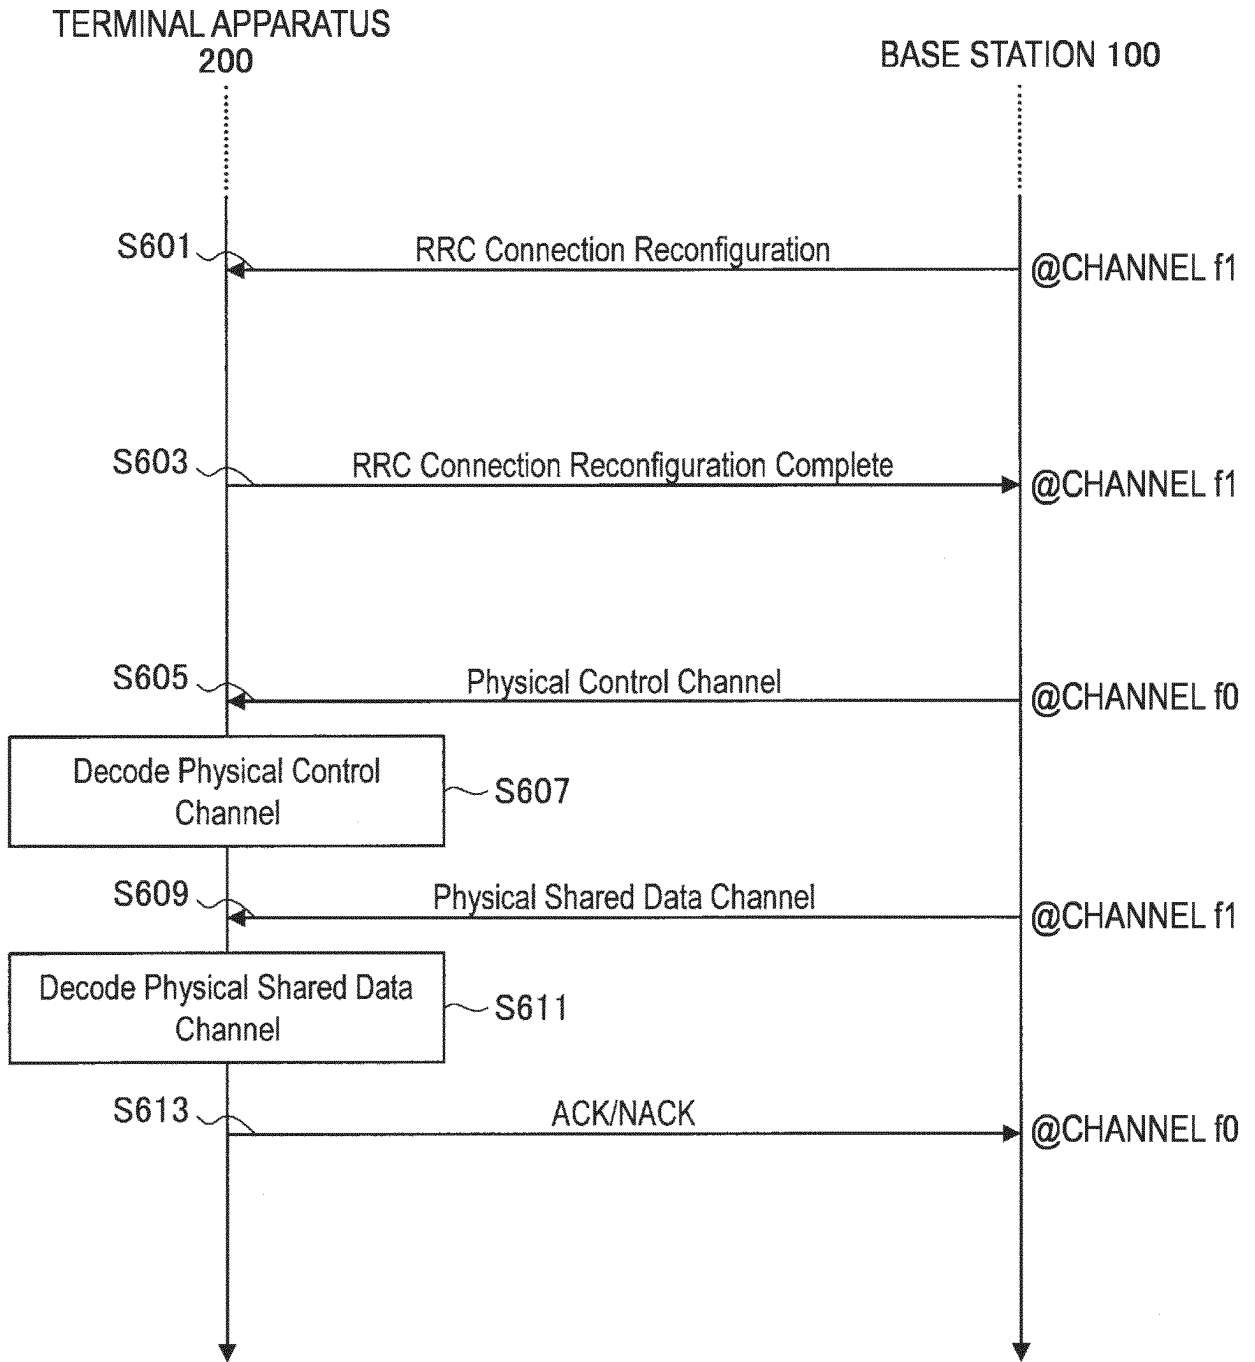 TERMINAL APPARATUS
200
BASE STATION 100
S601
RRC Connection Reconfiguration
@CHANNEL f1
S603
RRC Connection Reconfiguration Complete
@CHANNEL f1
S605
Physical Control Channel
@CHANNEL f0
Decode Physical Control
Channel
S607
S609
Physical Shared Data Channel
@CHANNEL f1
Decode Physical Shared Data
Channel
S611
S613
ACK/NACK
@CHANNEL f0